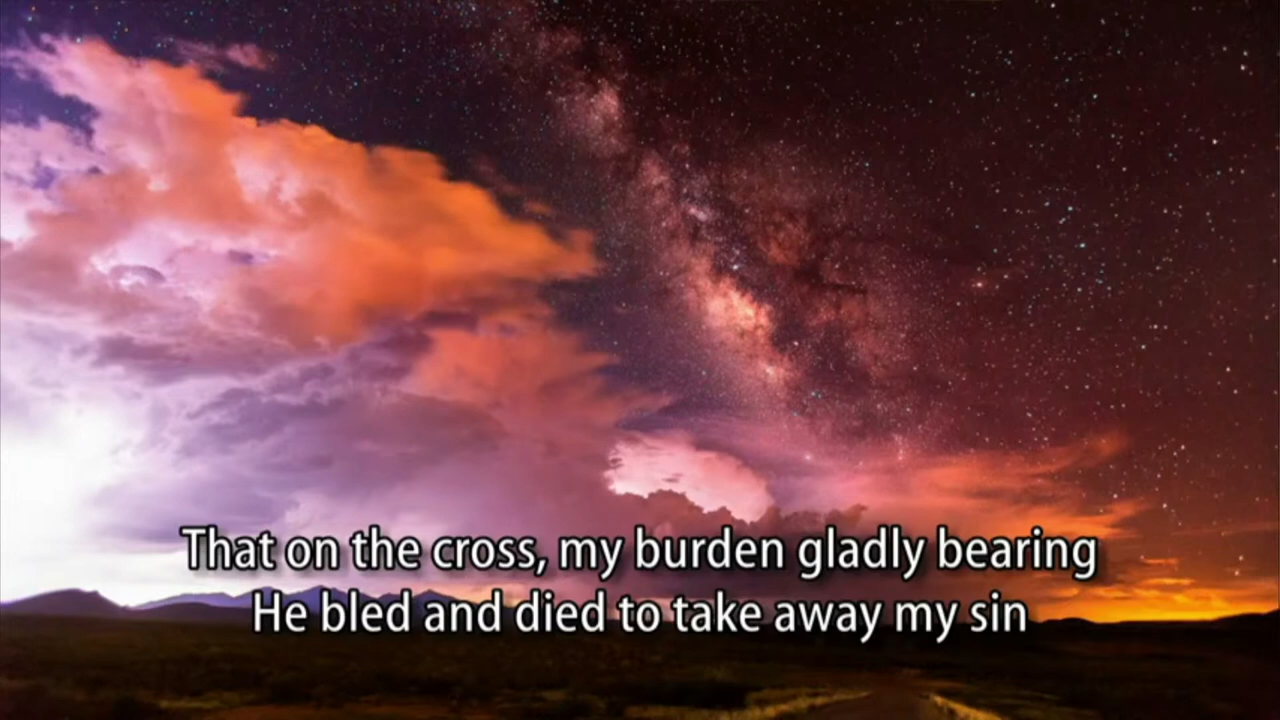 That on the cross, my burden gladly bearing
He bled and died to take away my sin